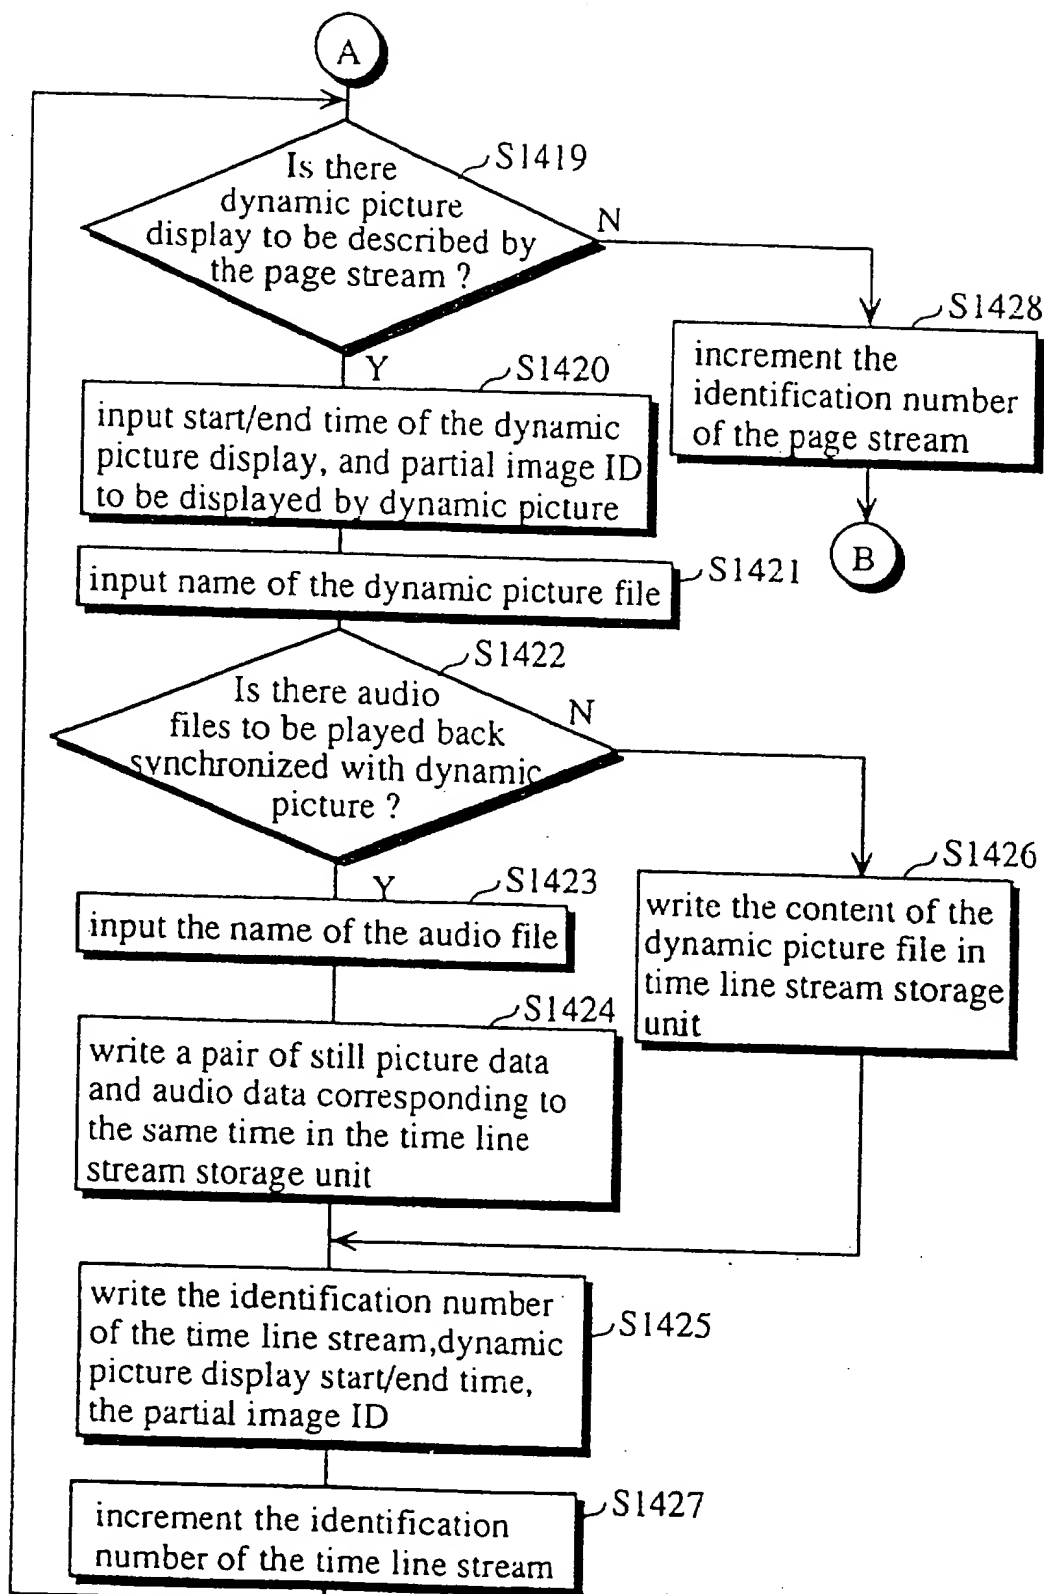 A
Is there
dynamic picture
display to be described by
the page stream ?
S1419
N
Y
S1428
increment the
identification number
of the page stream
B
S1420
input start/end time of the dynamic
picture display, and partial image ID
to be displayed by dynamic picture
S1421
input name of the dynamic picture file
S1422
Is there audio
files to be played back
synchronized with dynamic
picture ?
N
Y
S1423
input the name of the audio file
S1426
write the content of the
dynamic picture file in
time line stream storage
unit
S1424
write a pair of still picture data
and audio data corresponding to
the same time in the time line
stream storage unit
write the identification number
of the time line stream,dynamic
picture display start/end time,
the partial image ID
S1425
S1427
increment the identification
number of the time line stream